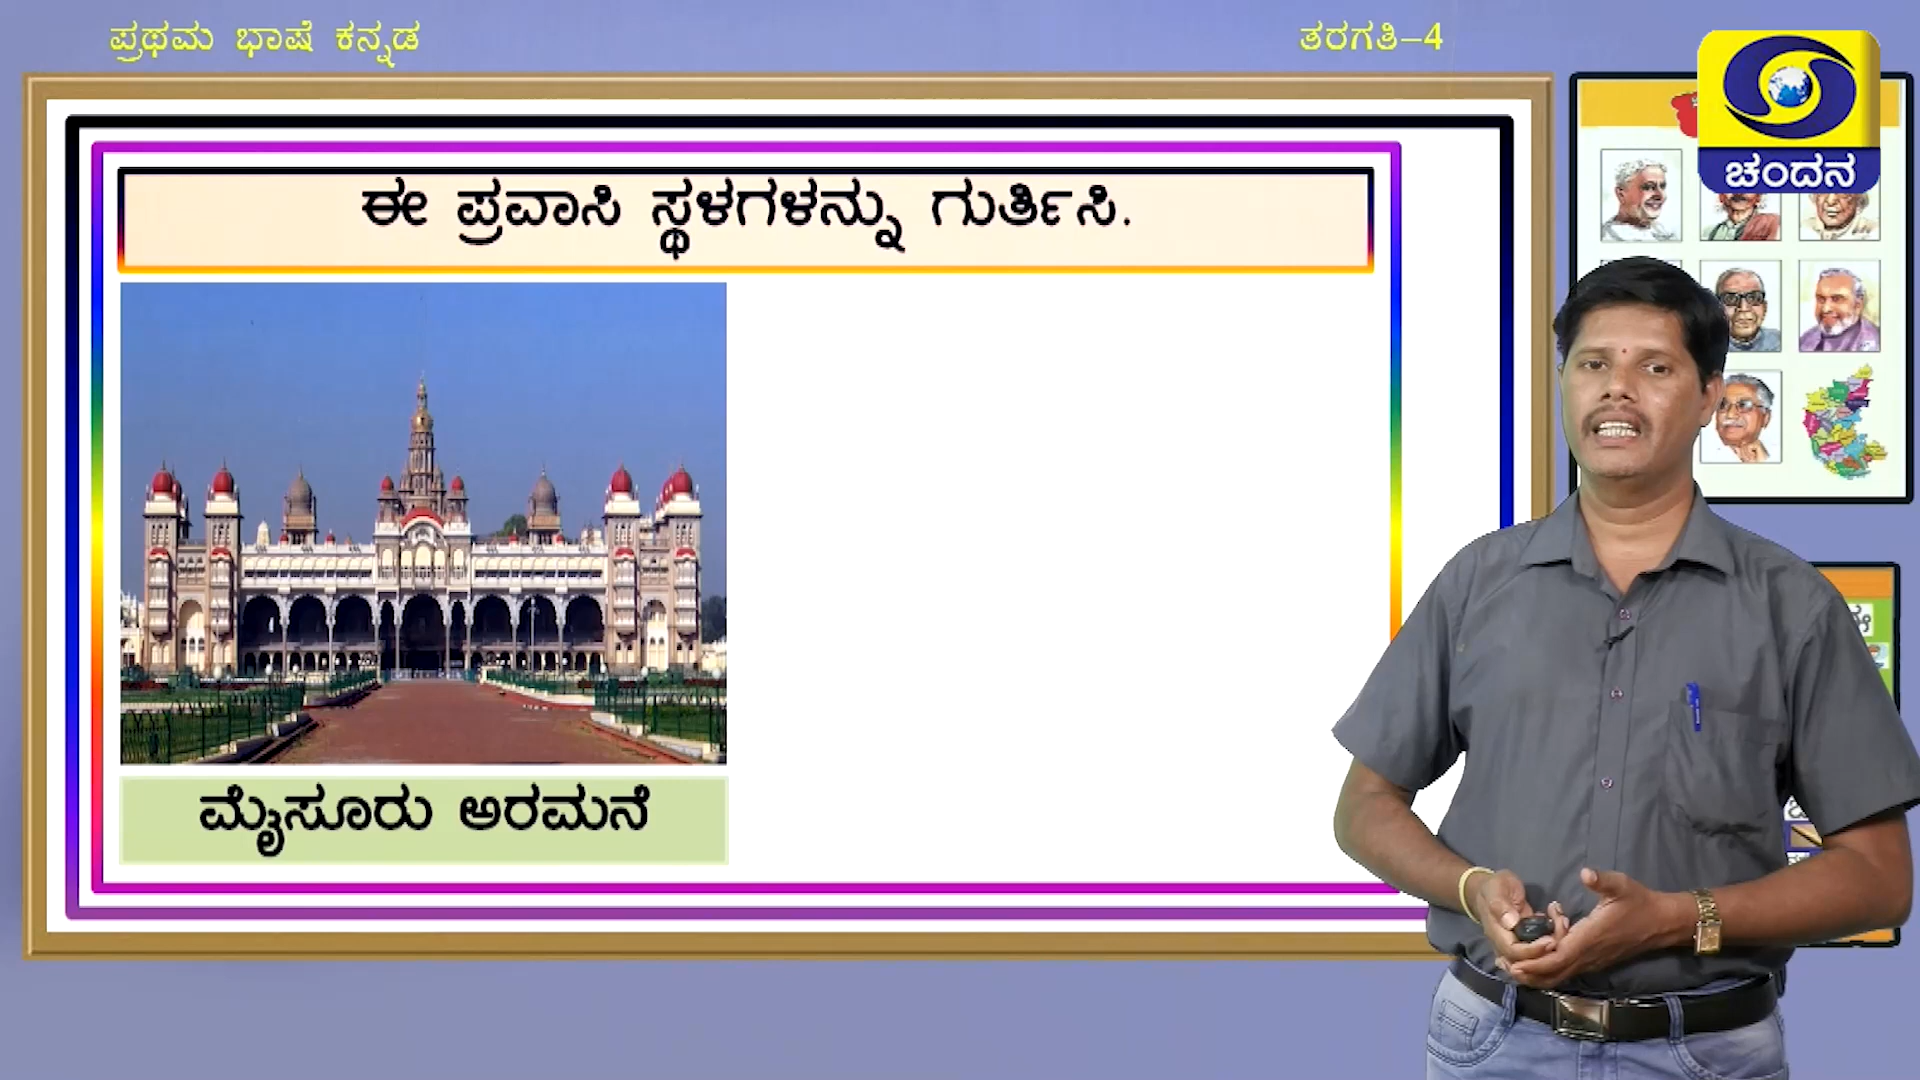 ಪ್ರಥಮ ಭಾಷೆ ಕನ್ನಡ
ತರಗತಿ–4
ಚಂದನ
ಈ ಪ್ರವಾಸಿ ಸ್ಥಳಗಳನ್ನು ಗುರ್ತಿಸಿ.
ಮೈಸೂರು ಅರಮನೆ